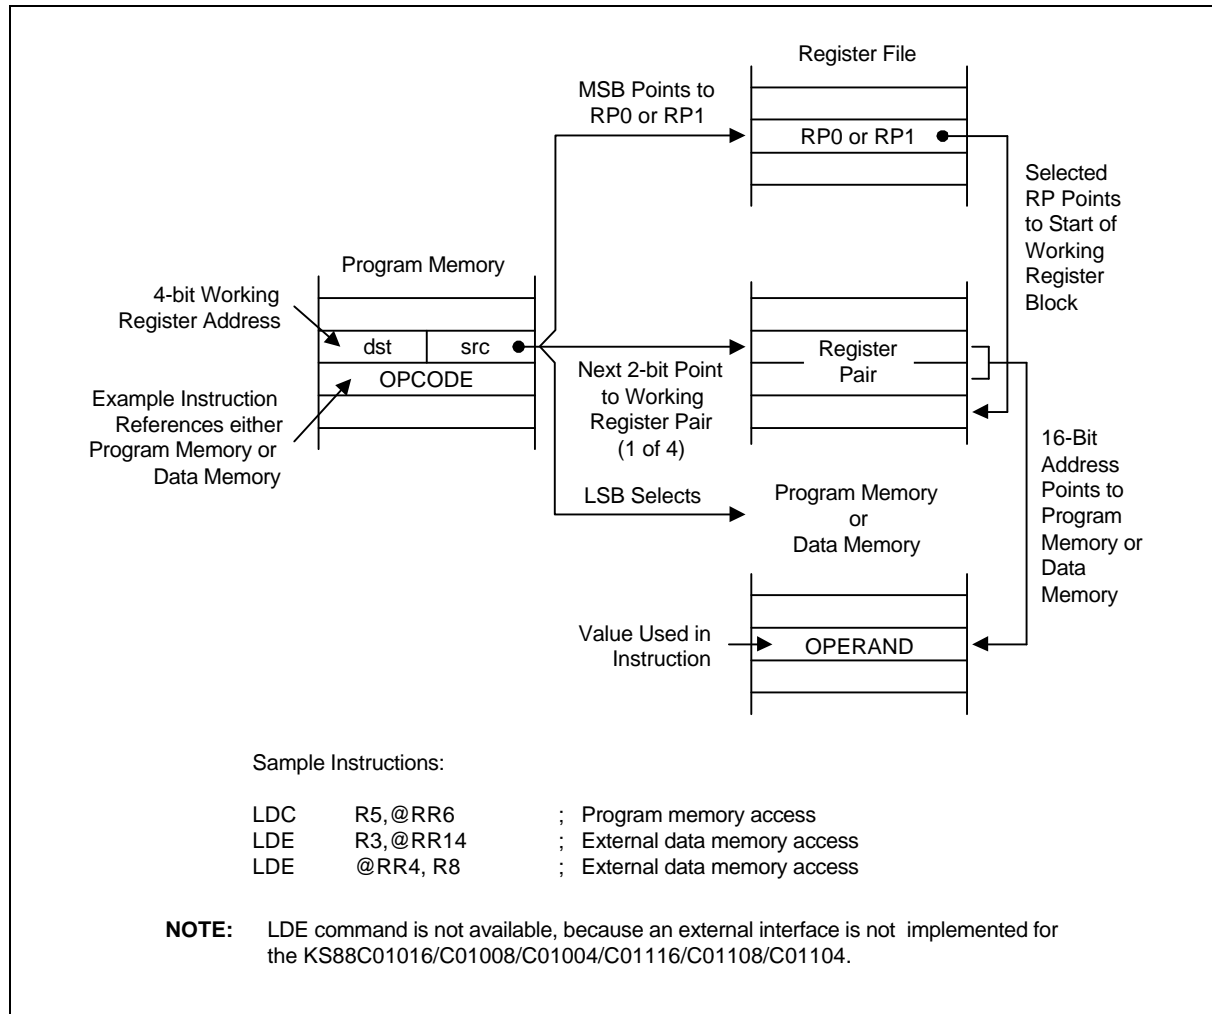 Register File
MSB Points to
RP0 or RP1
RP0 or RP1
Selected
RP Points
to Start of
Working
Register
Block
Program Memory
4-bit Working
Register Address
dst src
OPCODE
Example Instruction
References either
Program Memory or
Data Memory
Next 2-bit Point
to Working
Register Pair
(1 of 4)
Register
Pair
16-Bit
Address
Points to
Program
Memory or
Data
Memory
LSB Selects
Program Memory
or
Data Memory
Value Used in
Instruction
OPERAND
Sample Instructions:
LDC R5,@RR6 ; Program memory access
LDE R3,@RR14 ; External data memory access
LDE @RR4, R8 ; External data memory access
NOTE: LDE command is not available, because an external interface is not implemented for
the KS88C01016/C01008/C01004/C01116/C01108/C01104.